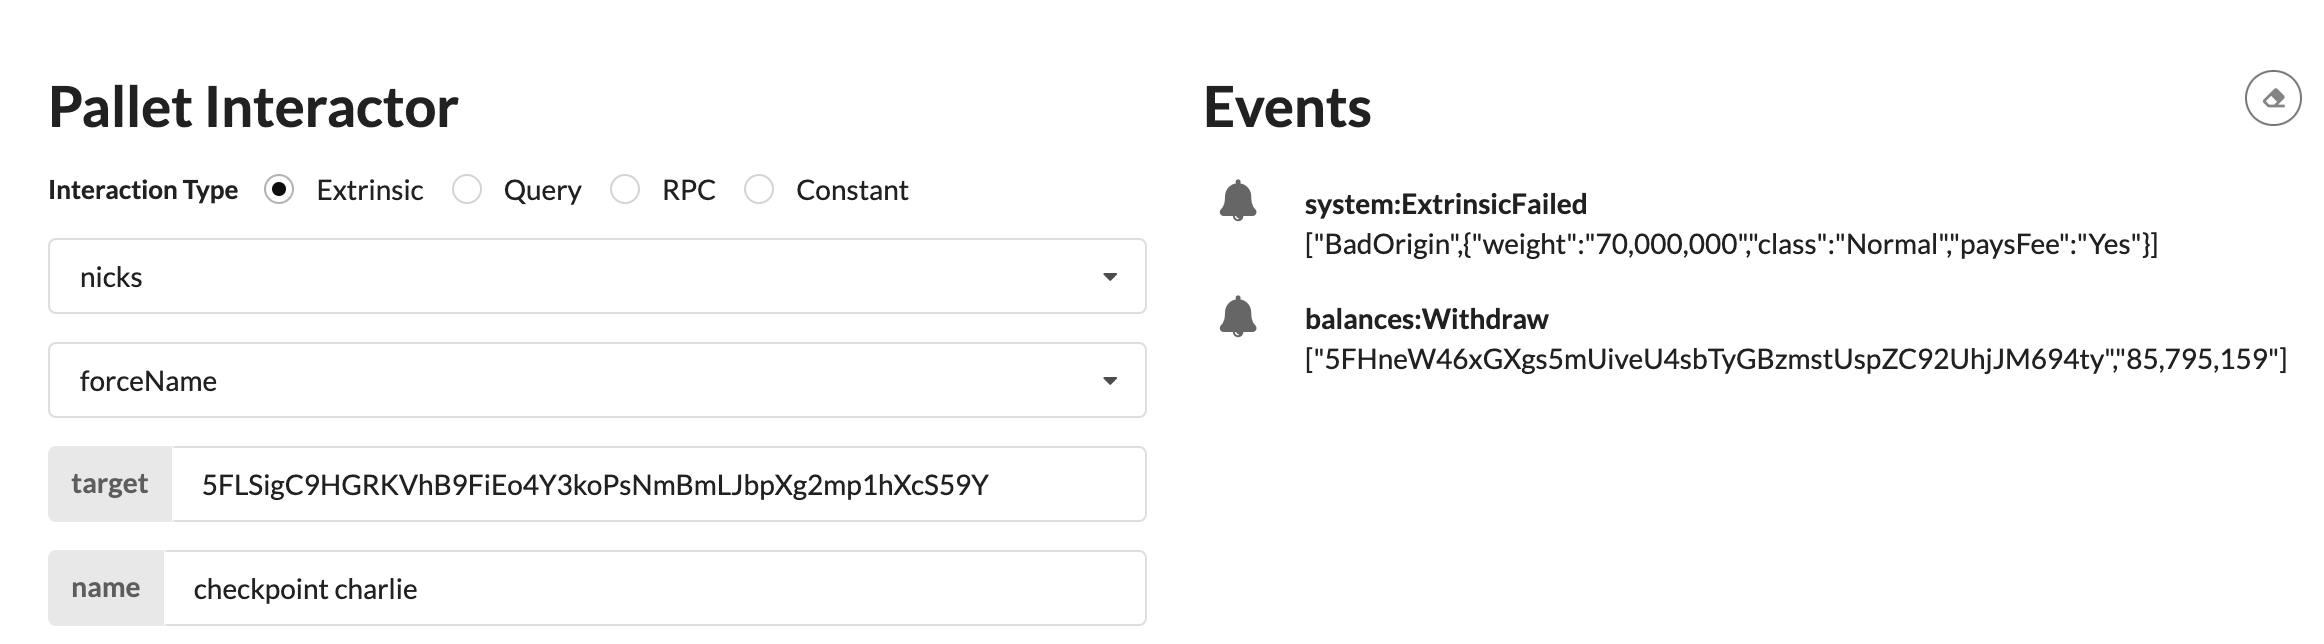 Pallet Interactor
Interaction Type Extrinsic Query RPC Constant
nicks
forceName
target 5FLSigC9HGRKVhB9FiEo4Y3koPsNmBmLJbpXg2mp1hXcS59Y
name checkpoint charlie
Events
system:ExtrinsicFailed
["BadOrigin",{"weight":"70,000,000","class":"Normal","paysFee":"Yes"}]
balances:Withdraw
["5FHneW46xGXgs5mUiveU4sbTyGBzmstUspZC92UhjJM694ty","85,795,159"]